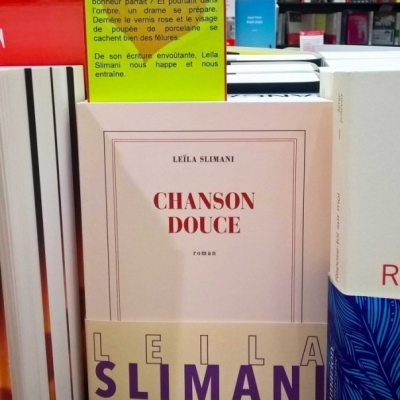 bonheur parfait ? Et pourtant dans
l'ombre, un drame se prépare.
Derrière le vernis rose et le visage
de poupée de porcelaine se
cachent bien des fêlures.
De son écriture envoûtante, Leïla
Slimani nous happe et nous
entraîne.
LEÏLA SLIMANI
CHANSON
DOUCE
roman
LEILA
SLIMANI
R